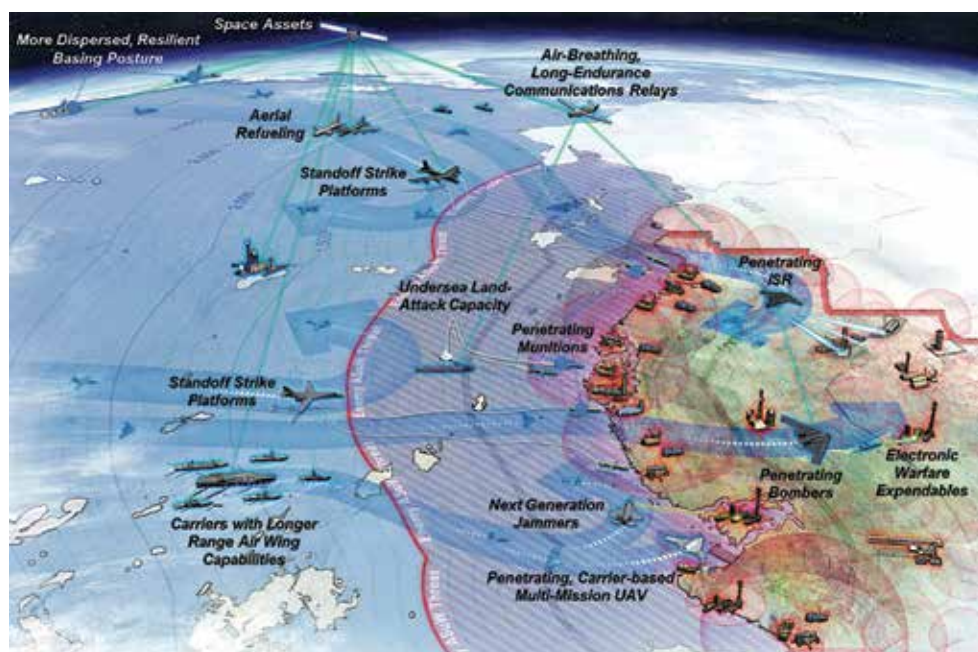 Space Assets
More Dispersed, Resilient
Basing Posture
Air-Breathing,
Long-Endurance
Communications Relays
Aerial
Refueling
Standoff Strike
Platforms
Penetrating
ISR
Undersea Land-
Attack Capacity
Penetrating
Munitions
Standoff Strike
Platforms
Penetrating
Bombers
Electronic
Warfare
Expendables
Next Generation
Jammers
Carriers with Longer
Range Air Wing
Capabilities
Penetrating, Carrier-based
Multi-Mission UAV